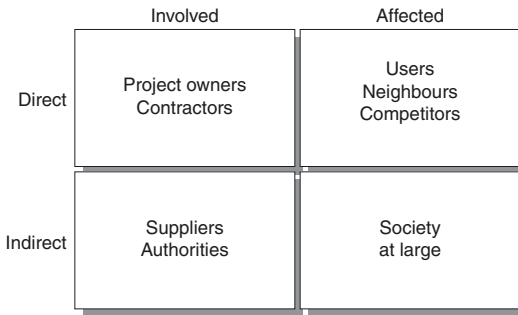 Involved
Affected
Direct
Project owners
Contractors
Users
Neighbours
Competitors
Indirect
Suppliers
Authorities
Society
at large